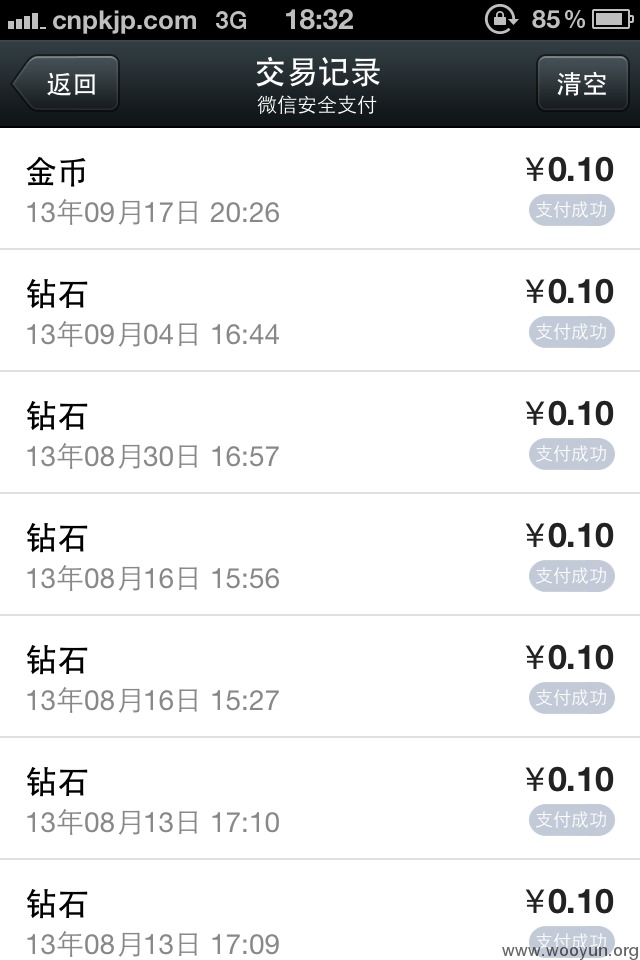 cnpkjp.com 3G 18:32 85%
返回 交易记录 清空
微信安全支付
金币 ¥0.10
13年09月17日 20:26 支付成功
钻石 ¥0.10
13年09月04日 16:44 支付成功
钻石 ¥0.10
13年08月30日 16:57 支付成功
钻石 ¥0.10
13年08月16日 15:56 支付成功
钻石 ¥0.10
13年08月16日 15:27 支付成功
钻石 ¥0.10
13年08月13日 17:10 支付成功
钻石 ¥0.10
13年08月13日 17:09 支付成功
www.wooyun.org